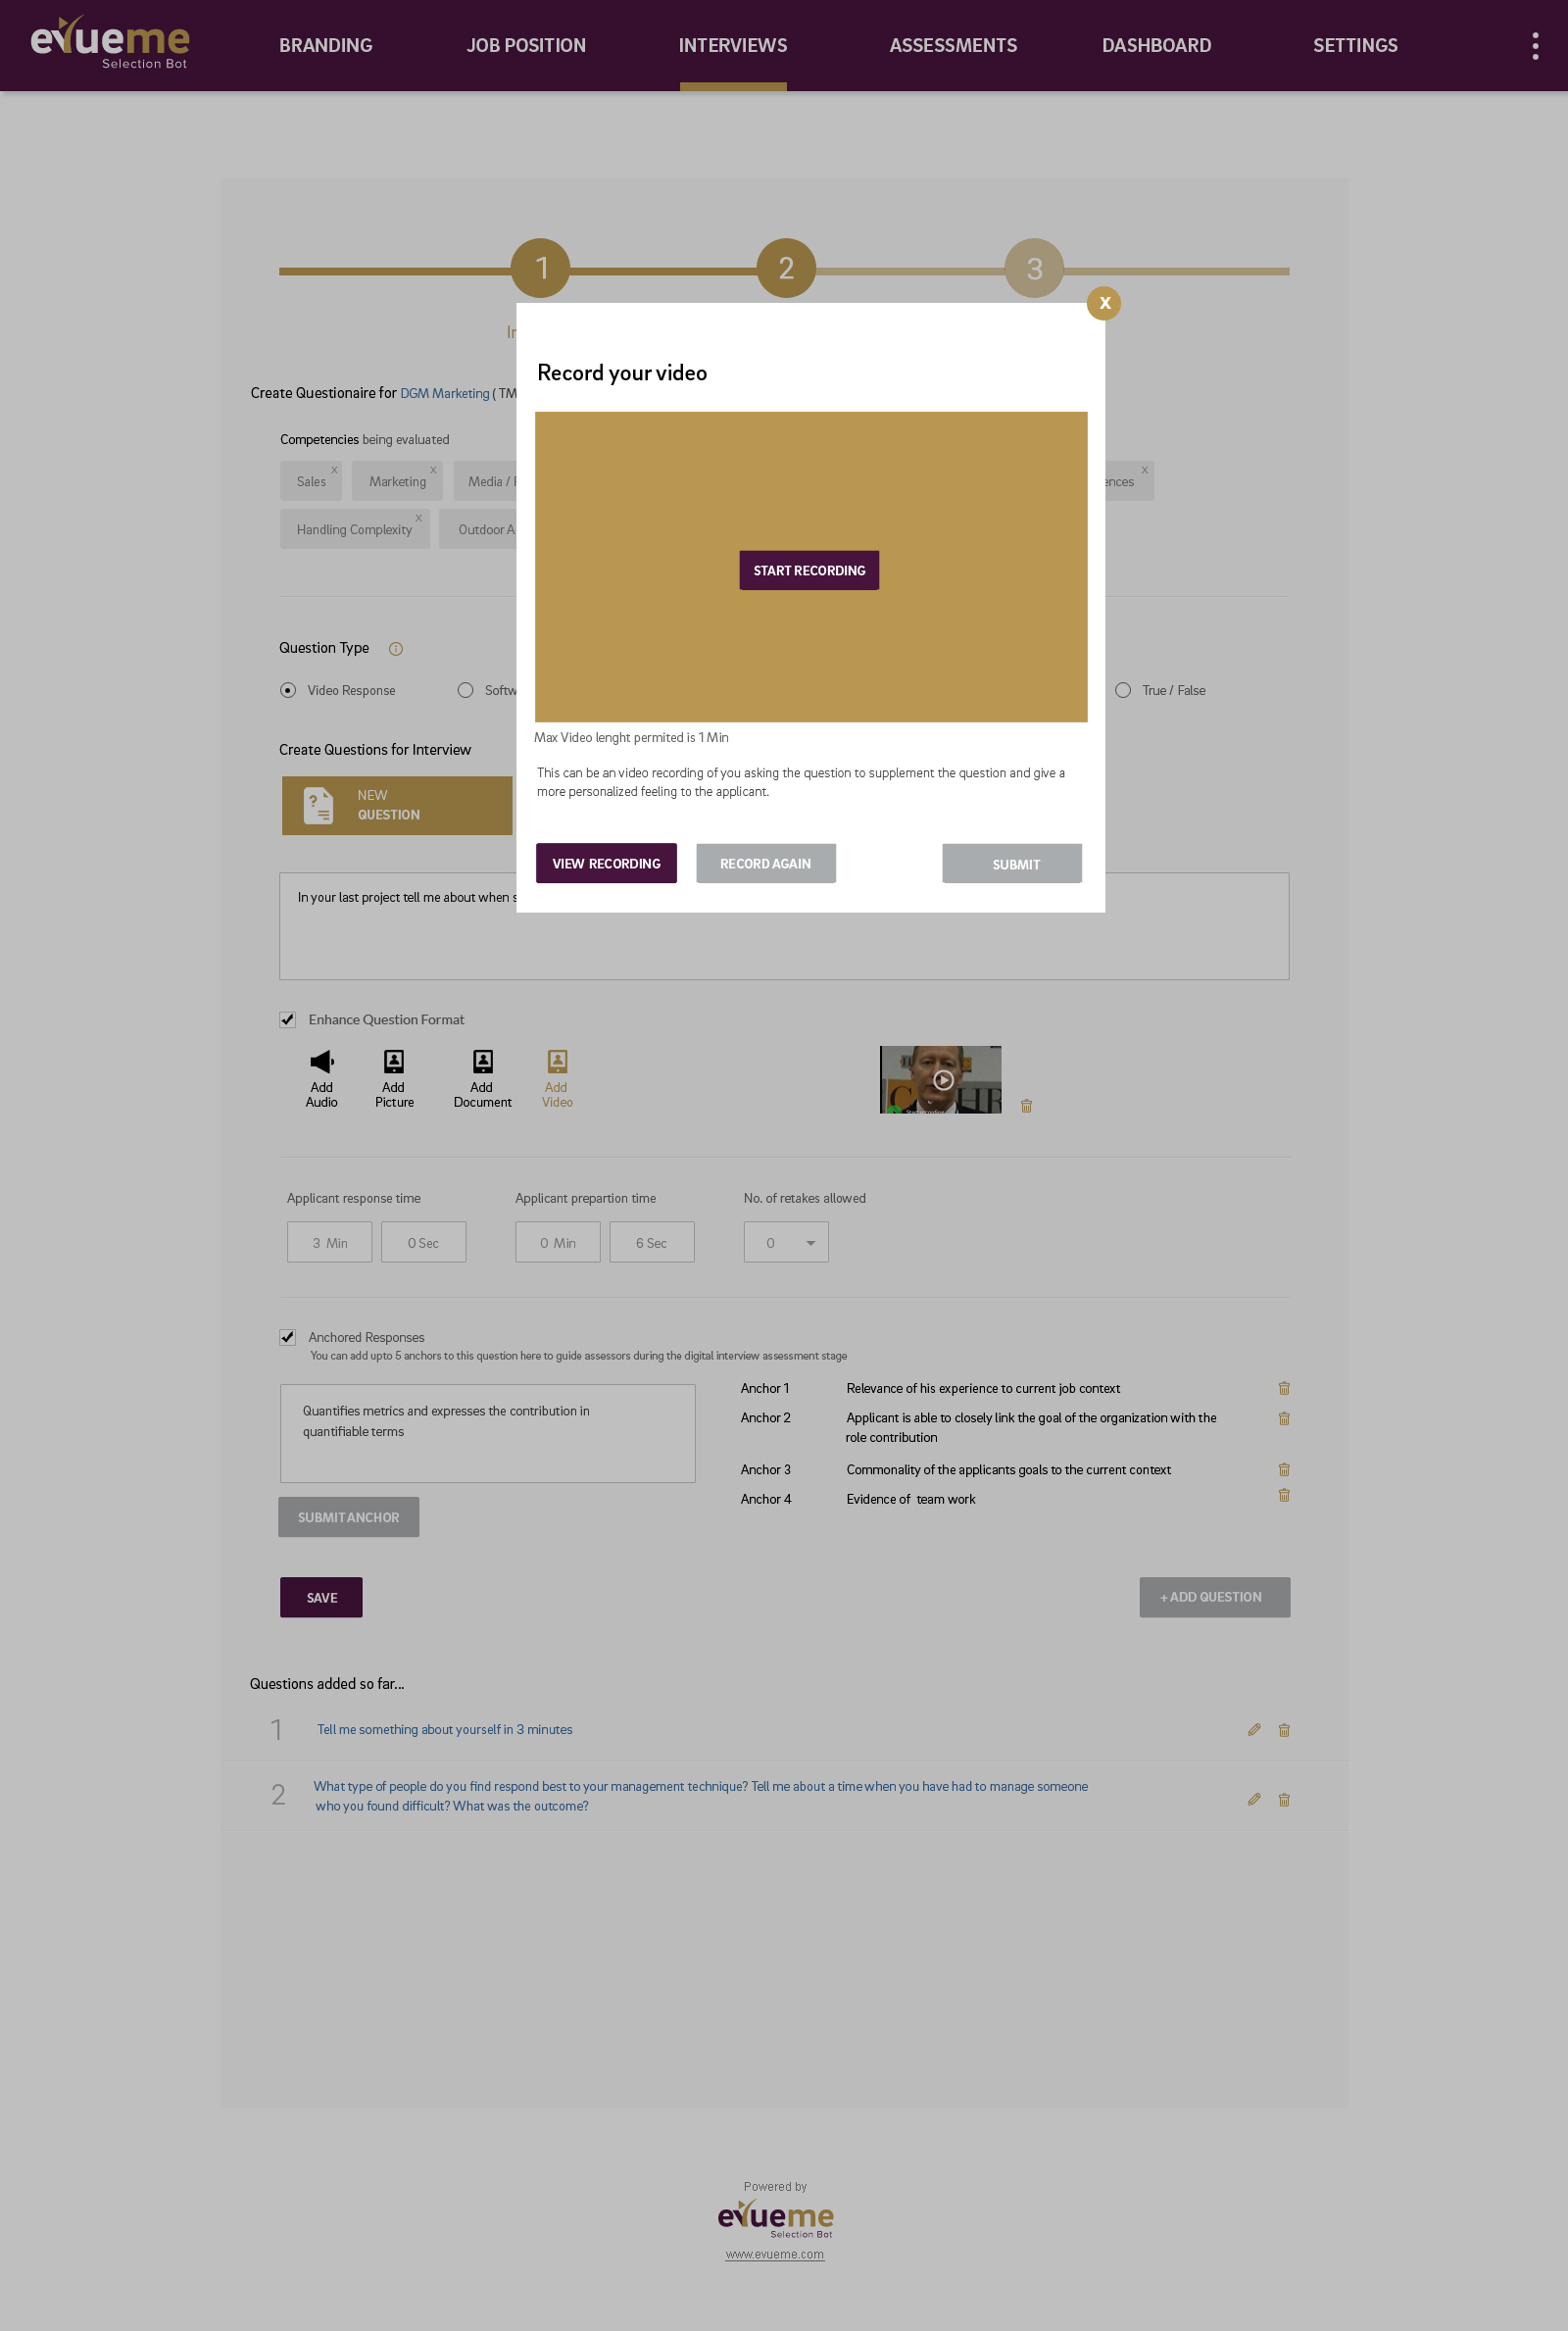 evueme
Selection Bot
BRANDING
JOB POSITION
INTERVIEWS
ASSESSMENTS
DASHBOARD
SETTINGS
1
2
3
X
Record your video
Create Questionaire for DGM Marketing ( TM
Competencies being evaluated
Sales x
Marketing x
Media /
x
Handling Complexity x
Outdoor A
START RECORDING
Question Type
Video Response
True / False
Max Video lenght permited is 1 Min
Create Questions for Interview
This can be an video recording of you asking the question to supplement the question and give a
more personalized feeling to the applicant.
NEW
QUESTION
VIEW RECORDING
RECORD AGAIN
SUBMIT
In your last project tell me about when
Enhance Question Format
Add
Audio
Add
Picture
Add
Document
Add
Video
Applicant response time
Applicant prepartion time
No. of retakes allowed
3 Min
0 Sec
0 Min
6 Sec
0
Anchored Responses
You can add upto 5 anchors to this question here to guide assessors during the digital interview assessment stage
Quantifies metrics and expresses the contribution in
quantifiable terms
SUBMIT ANCHOR
Anchor 1 Relevance of his experience to current job context
Anchor 2 Applicant is able to closely link the goal of the organization with the
role contribution
Anchor 3 Commonality of the applicants goals to the current context
Anchor 4 Evidence of team work
SAVE
+ ADD QUESTION
Questions added so far...
1 Tell me something about yourself in 3 minutes
2 What type of people do you find respond best to your management technique? Tell me about a time when you have had to manage someone
who you found difficult? What was the outcome?
Powered by
evueme
Selection Bot
www.evueme.com